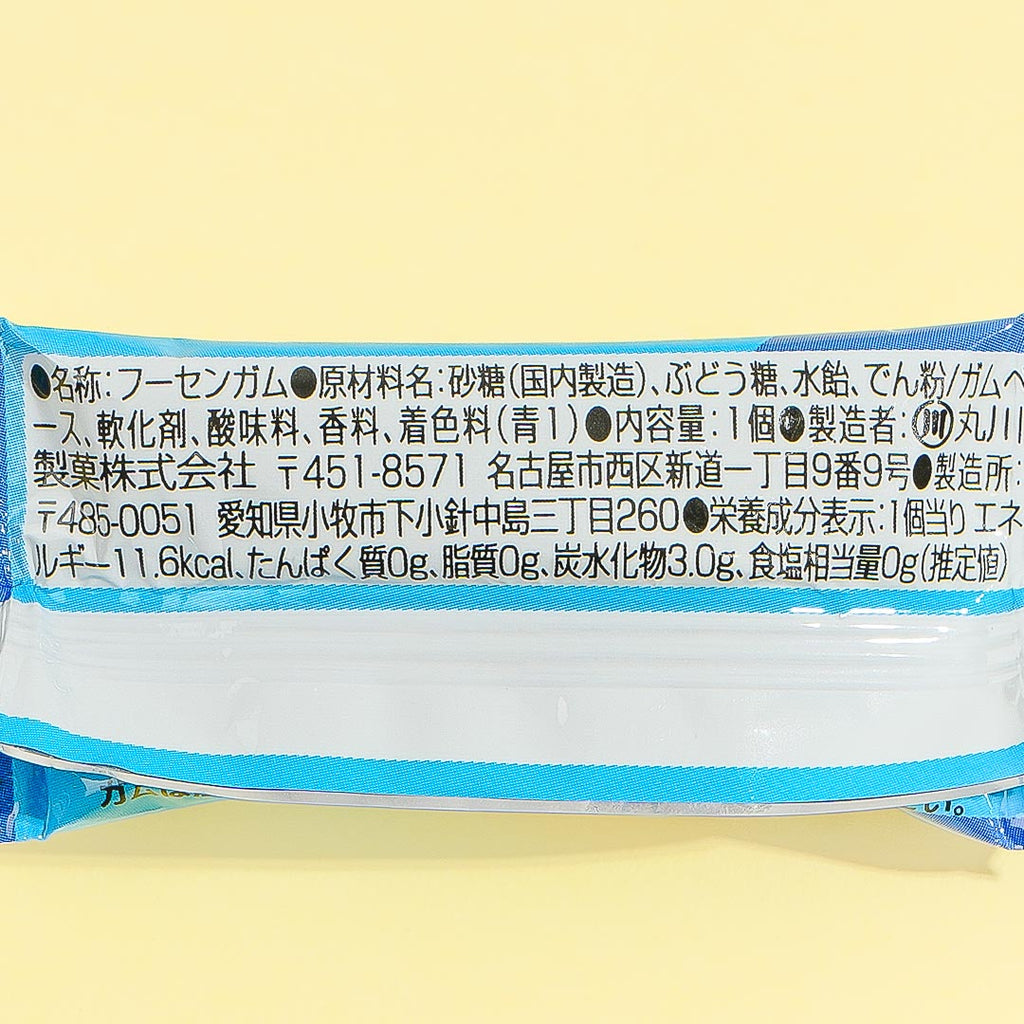 ●名称:フーセンガム●原材料名:砂糖(国内製造)、ぶどう糖、水飴、でん粉/ガムベ
ース、軟化剤、酸味料、香料、着色料(青1)●内容量:1個●製造者:川丸川
製菓株式会社 〒451-8571 名古屋市西区新道一丁目9番9号●製造所:
〒485-0051 愛知県小牧市下小針中島三丁目260●栄養成分表示:1個当り エネ
ルギー11.6kcal、たんぱく質0g、脂質0g、炭水化物3.0g、食塩相当量0g(推定値)